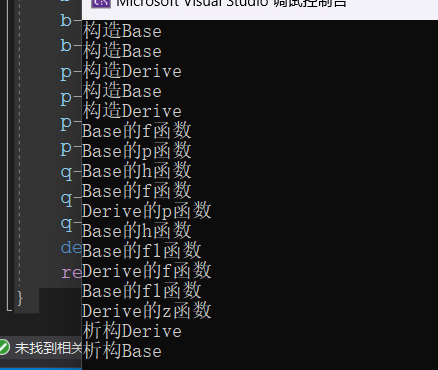 Microsoft Visual Studio 调试控制台
b-
b-
b-
p-
p-
p-
p-
q-
q-
q-
de
re
}
未找到相关
构造Base
构造Base
构造Derive
构造Base
构造Derive
Base的f函数
Base的p函数
Base的h函数
Base的f函数
Derive的p函数
Base的h函数
Base的f1函数
Derive的f函数
Base的f1函数
Derive的z函数
析构Derive
析构Base